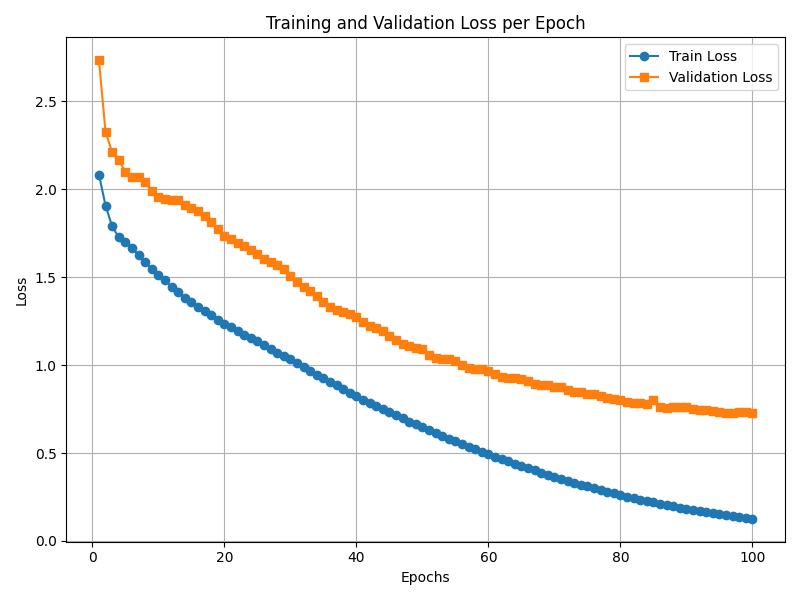 Training and Validation Loss per Epoch
Train Loss
Validation Loss
2.5
2.0
1.5
1.0
0.5
0.0
Loss
0 20 40 60 80 100
Epochs